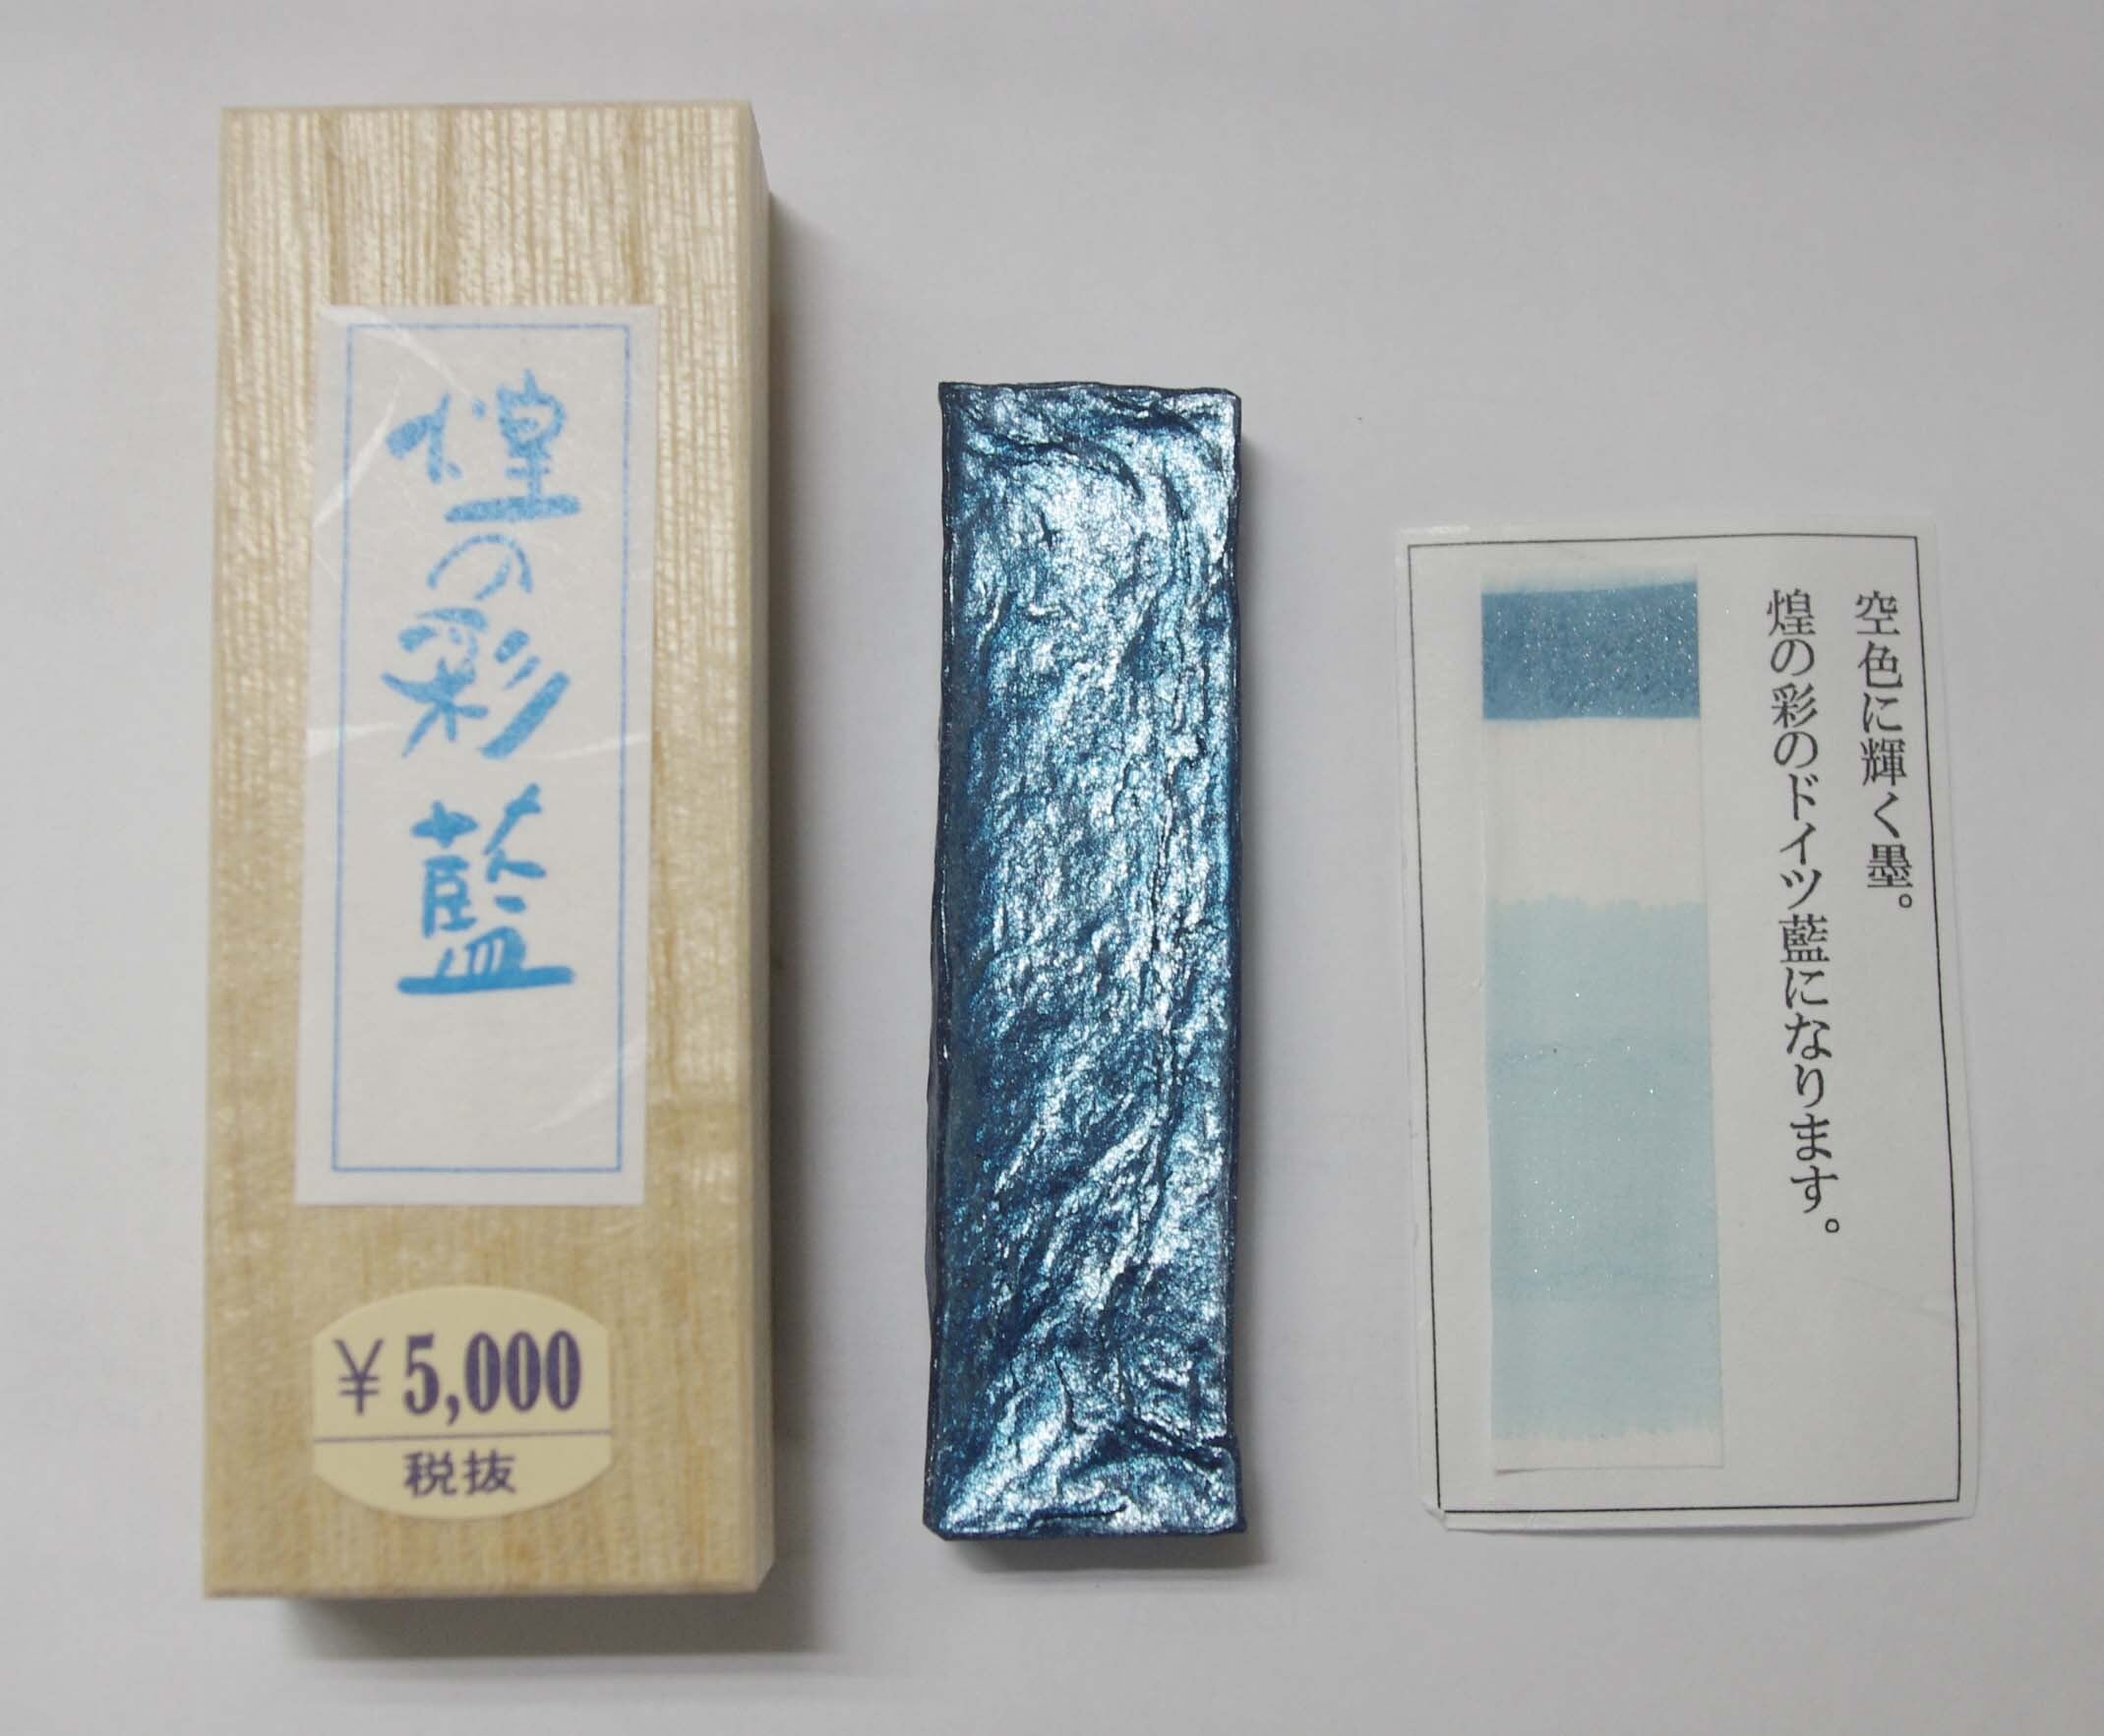 煌の彩 藍
¥5,000
税抜
空色に輝く墨。
煌の彩のドイツ藍になります。